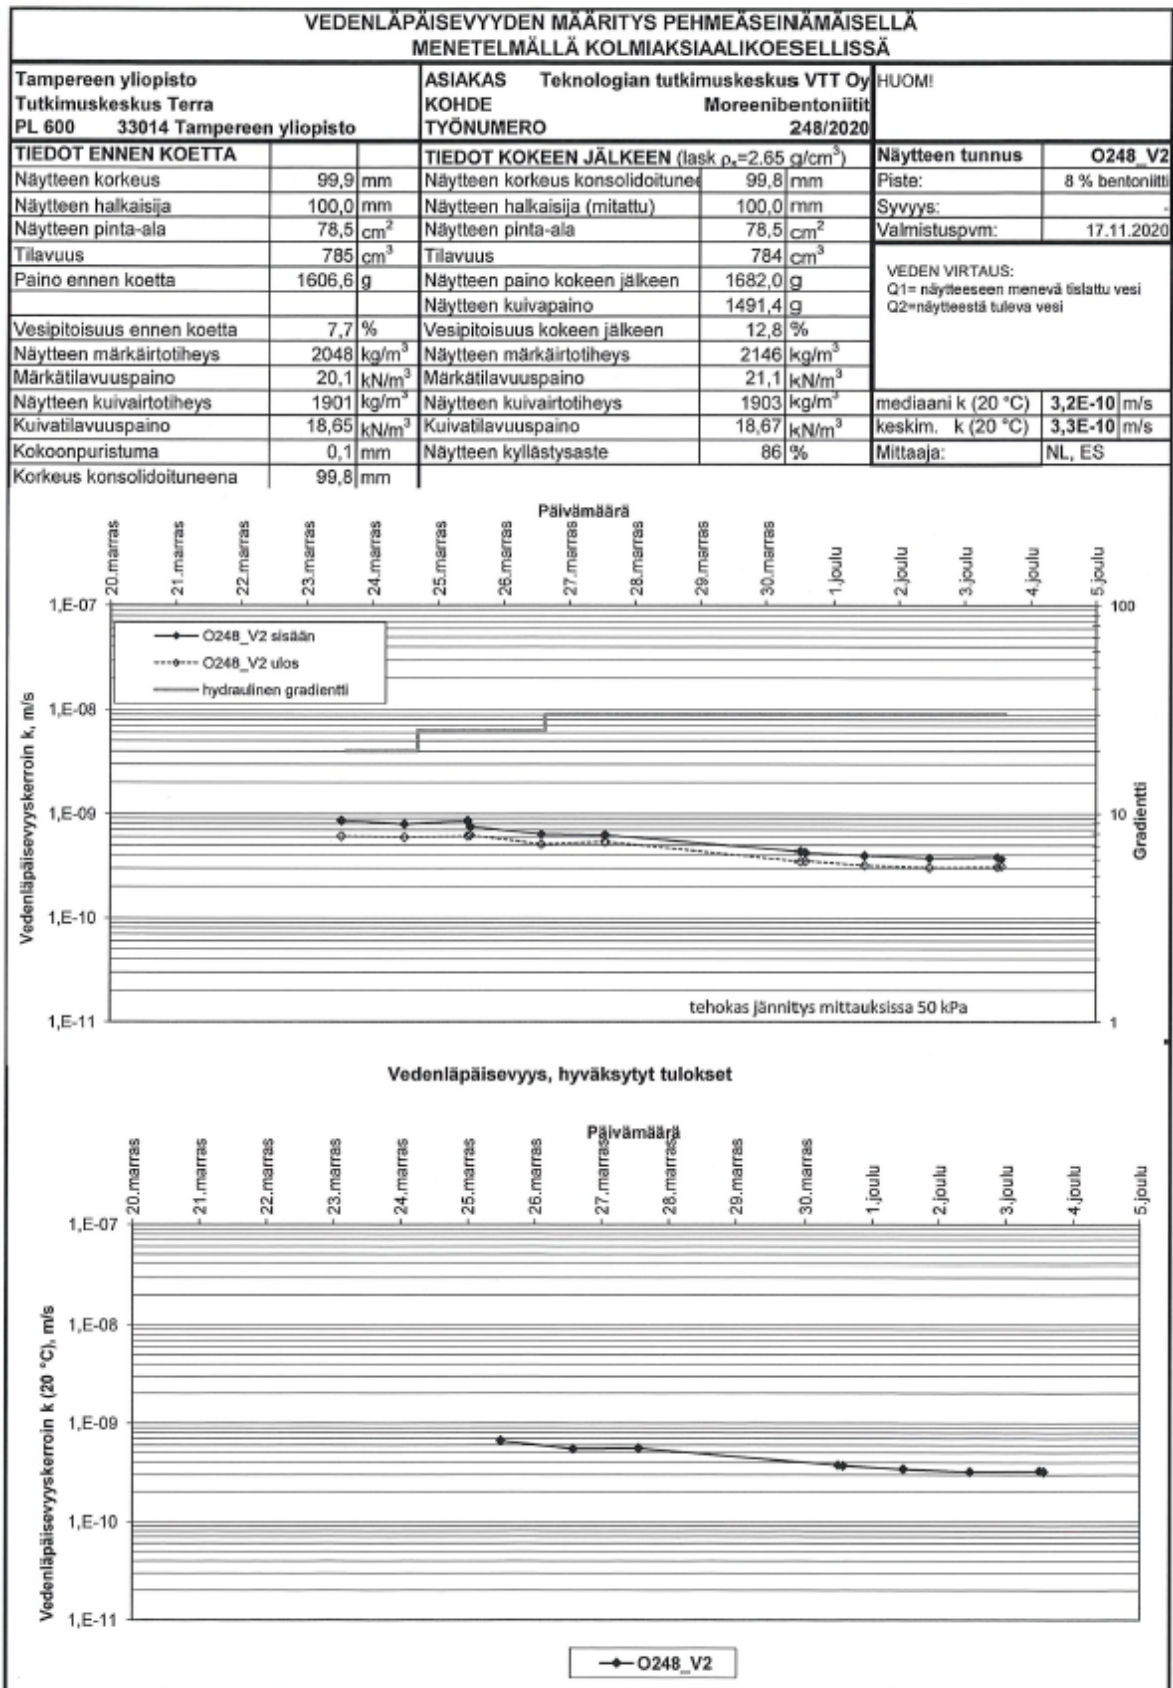 VEDENLÄPÄISEVYYDEN MÄÄRITYS PEHMEÄSEINÄMÄISELLÄ
MENETELMÄLLÄ KOLMIAKSIAALIKOESELLISSÄ
Tampereen yliopisto
Tutkimuskeskus Terra
PL 600 33014 Tampereen yliopisto
ASIAKAS Teknologian tutkimuskeskus VTT Oy
KOHDE Moreenibentoniitit
TYÖNUMERO 248/2020
HUOM!
TIEDOT ENNEN KOETTA
Näytteen korkeus 99,9 mm
Näytteen halkaisija 100,0 mm
Näytteen pinta-ala 78,5 cm²
Tilavuus 785 cm³
Paino ennen koetta 1606,6 g
Vesipitoisuus ennen koetta 7,7 %
Näytteen märkäirtotiheys 2048 kg/m³
Märkätilavuuspaino 20,1 kN/m³
Näytteen kuivairtotiheys 1901 kg/m³
Kuivatilavuuspaino 18,65 kN/m³
Kokoonpuristuma 0,1 mm
Korkeus konsolidoituneena 99,8 mm
TIEDOT KOKEEN JÄLKEEN (lask ρs=2.65 g/cm³)
Näytteen korkeus konsolidoitunee 99,8 mm
Näytteen halkaisija (mitattu) 100,0 mm
Näytteen pinta-ala 78,5 cm²
Tilavuus 784 cm³
Näytteen paino kokeen jälkeen 1682,0 g
Näytteen kuivapaino 1491,4 g
Vesipitoisuus kokeen jälkeen 12,8 %
Näytteen märkäirtotiheys 2146 kg/m³
Märkätilavuuspaino 21,1 kN/m³
Näytteen kuivairtotiheys 1903 kg/m³
Kuivatilavuuspaino 18,67 kN/m³
Näytteen kyllästysaste 86 %
Näytteen tunnus O248_V2
Piste: 8 % bentoniitti
Syvyys: -
Valmistuspvm: 17.11.2020
VEDEN VIRTAUS:
Q1= näytteeseen menevä tislattu vesi
Q2=näytteestä tuleva vesi
mediaani k (20 °C) 3,2E-10 m/s
keskim. k (20 °C) 3,3E-10 m/s
Mittaaja: NL, ES
Päivämäärä
20.marras
21.marras
22.marras
23.marras
24.marras
25.marras
26.marras
27.marras
28.marras
29.marras
30.marras
1.joulu
2.joulu
3.joulu
4.joulu
5.joulu
1,E-07
1,E-08
1,E-09
1,E-10
1,E-11
Vedenläpäisevyyskerroin k, m/s
O248_V2 sisään
O248_V2 ulos
hydraulinen gradientti
100
10
1
Gradientti
tehokas jännitys mittauksissa 50 kPa
Vedenläpäisevyys, hyväksytyt tulokset
Päivämäärä
20.marras
21.marras
22.marras
23.marras
24.marras
25.marras
26.marras
27.marras
28.marras
29.marras
30.marras
1.joulu
2.joulu
3.joulu
4.joulu
5.joulu
1,E-07
1,E-08
1,E-09
1,E-10
1,E-11
Vedenläpäisevyyskerroin k (20 °C), m/s
O248_V2